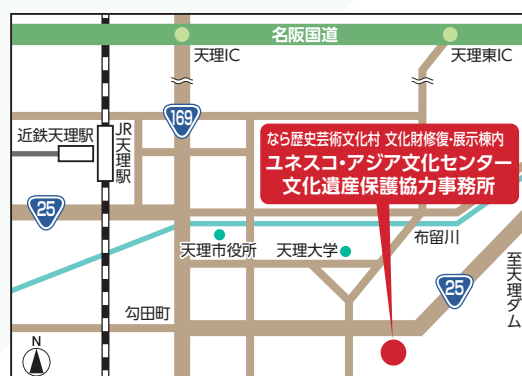 名阪国道
天理IC
天理東IC
169
近鉄天理駅
JR天理駅
なら歴史芸術文化村 文化財修復・展示棟内
ユネスコ・アジア文化センター
文化遺産保護協力事務所
25
天理市役所
天理大学
布留川
至天理ダム
25
勾田町
N